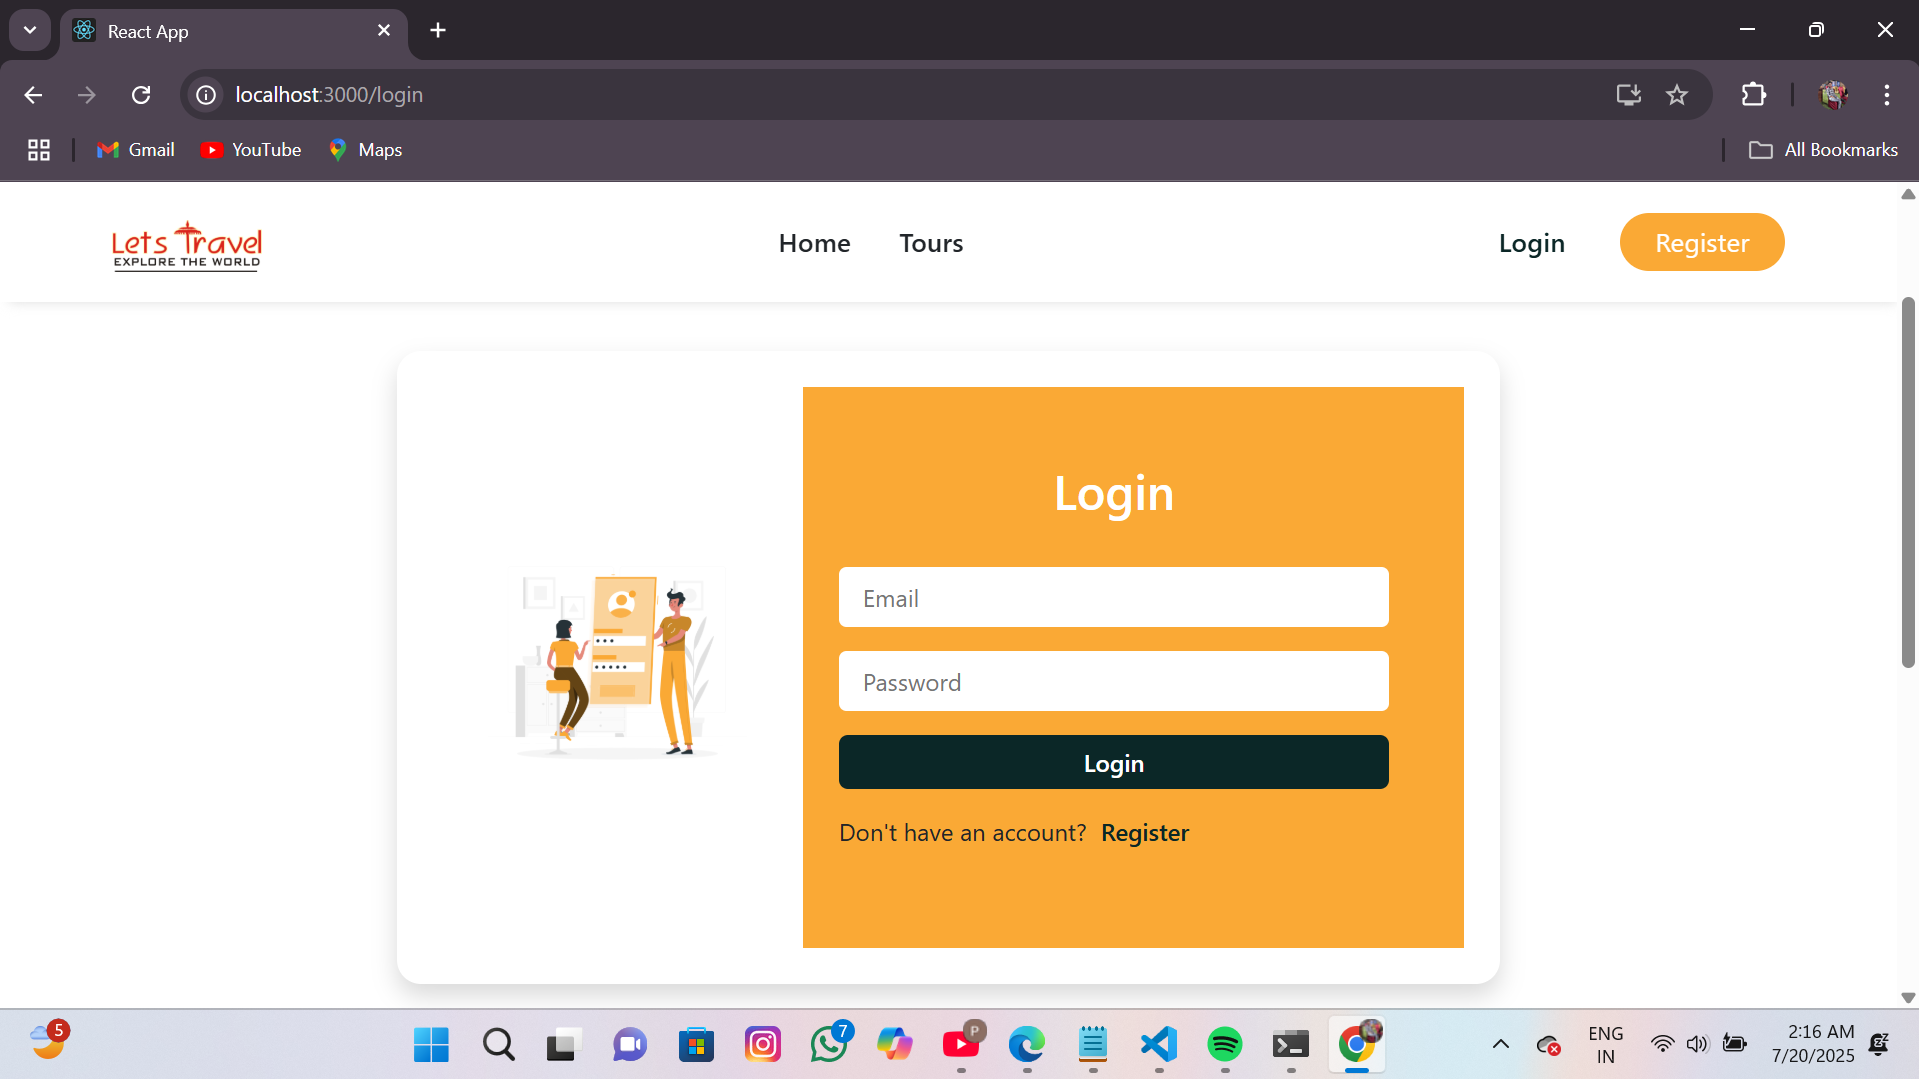 React App
localhost:3000/login
Gmail YouTube Maps All Bookmarks
Lets Travel
EXPLORE THE WORLD
Home Tours Login Register
Login
Email
Password
Login
Don't have an account? Register
5
7
P
ENG
IN
2:16 AM
7/20/2025